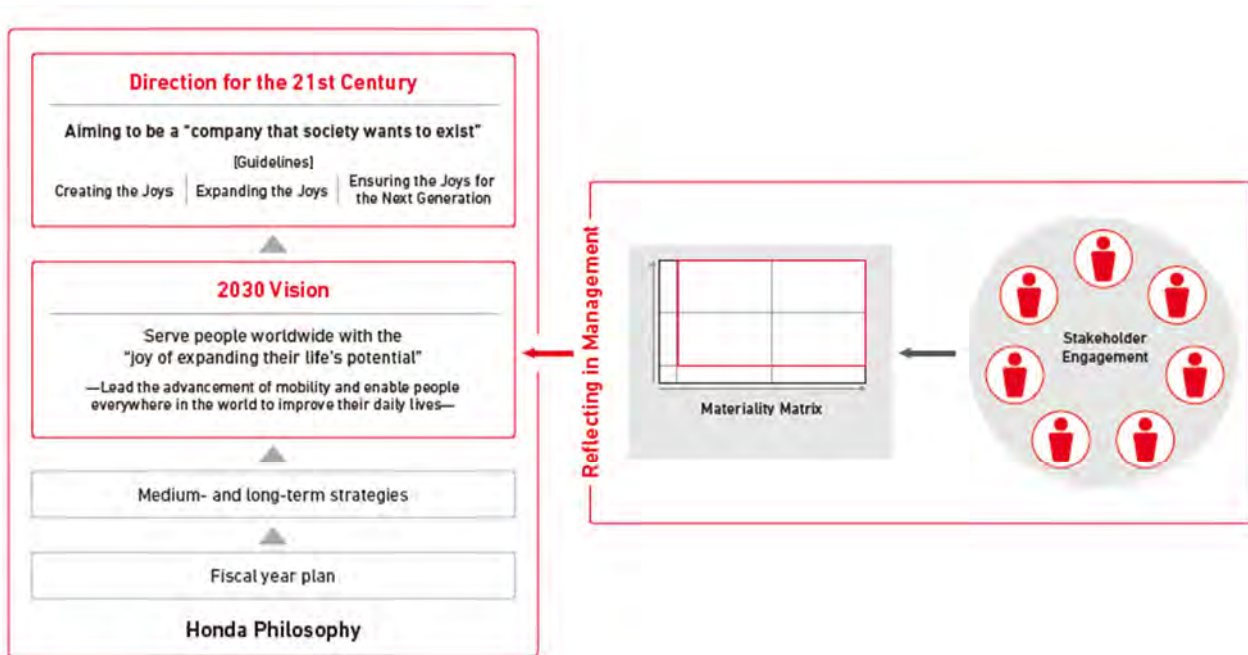 Direction for the 21st Century
Aiming to be a “company that society wants to exist”
[Guidelines]
Creating the Joys
Expanding the Joys
Ensuring the Joys for
the Next Generation
2030 Vision
Serve people worldwide with the
“joy of expanding their life’s potential”
—Lead the advancement of mobility and enable people
everywhere in the world to improve their daily lives—
Medium- and long-term strategies
Fiscal year plan
Honda Philosophy
Reflecting in Management
Materiality Matrix
Stakeholder
Engagement